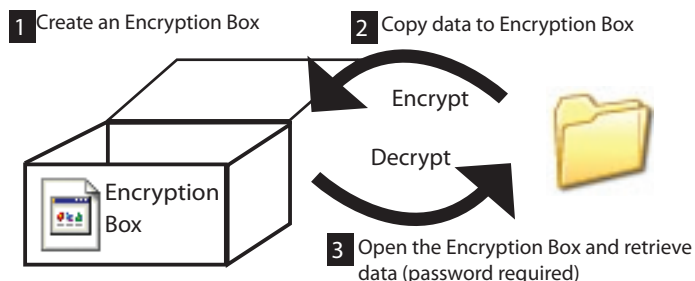 1 Create an Encryption Box
2 Copy data to Encryption Box
Encrypt
Decrypt
Encryption
Box
3 Open the Encryption Box and retrieve
data (password required)